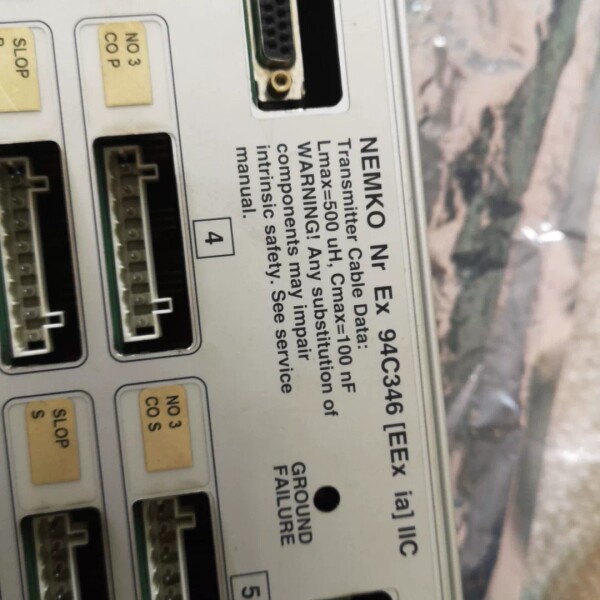 NEMKO Nr Ex 94C346 [EEx ia] IIC
Transmitter Cable Data:
Lmax=500 uH, Cmax=100 nF
WARNING! Any substitution of
components may impair
intrinsic safety. See service
manual.
GROUND
FAILURE
4
5
NO 3
CO P
SLOP
P
NO 3
CO S
SLOP
S